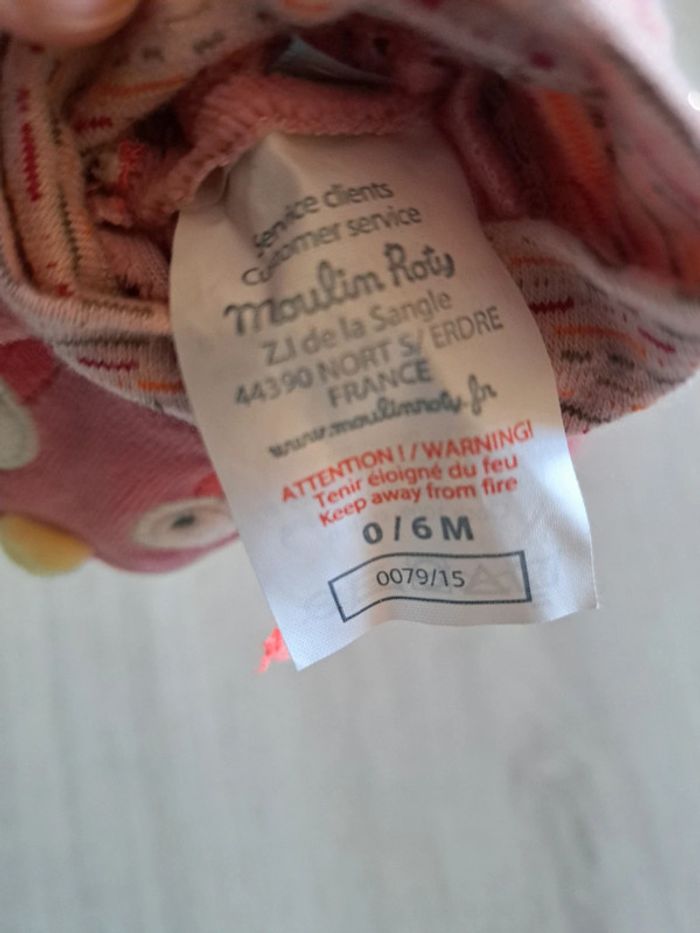 Service clients
Customer service
Moulin Roty
Z.I de la Sangle
44390 NORT S/ ERDRE
FRANCE
www.moulinroty.fr
ATTENTION ! / WARNING!
Tenir éloigné du feu
Keep away from fire
0 / 6 M
0079/15